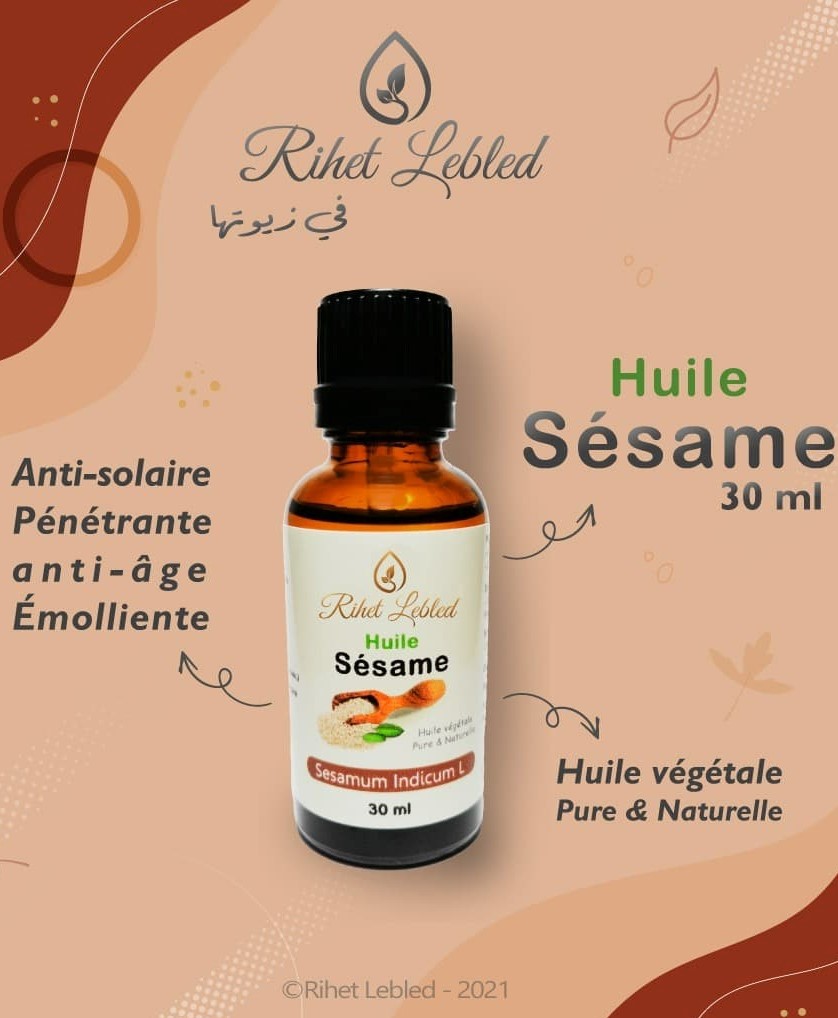 Rihet Lebled
في زيوتها
Huile
Sésame
30 ml
Anti-solaire
Pénétrante
anti-âge
Émolliente
Rihet Lebled
Huile
Sésame
Huile végétale
Pure & Naturelle
Sesamum Indicum L
30 ml
Huile végétale
Pure & Naturelle
©Rihet Lebled - 2021